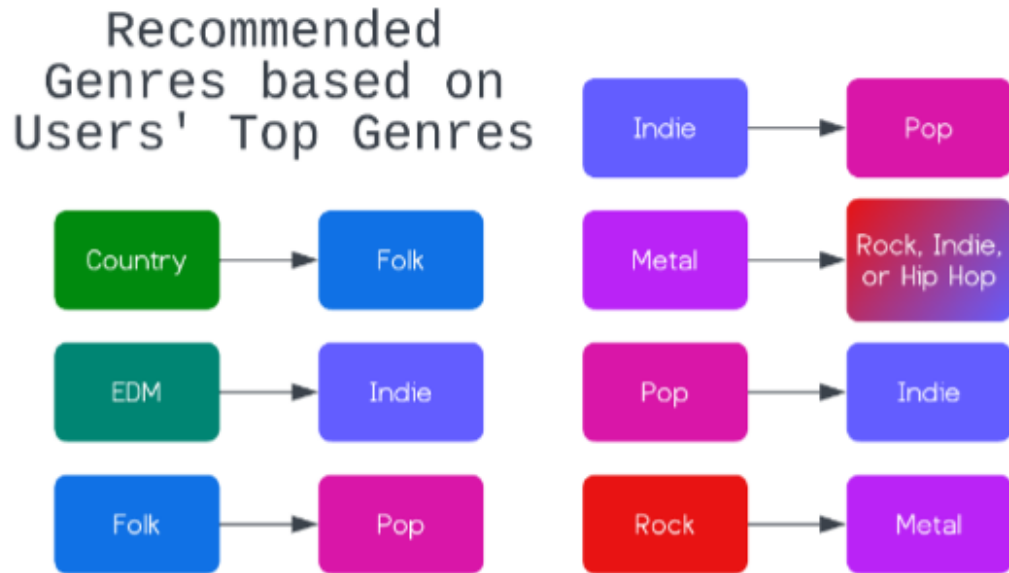 Recommended
Genres based on
Users' Top Genres
Country
Folk
EDM
Indie
Folk
Pop
Indie
Pop
Metal
Rock, Indie,
or Hip Hop
Pop
Indie
Rock
Metal